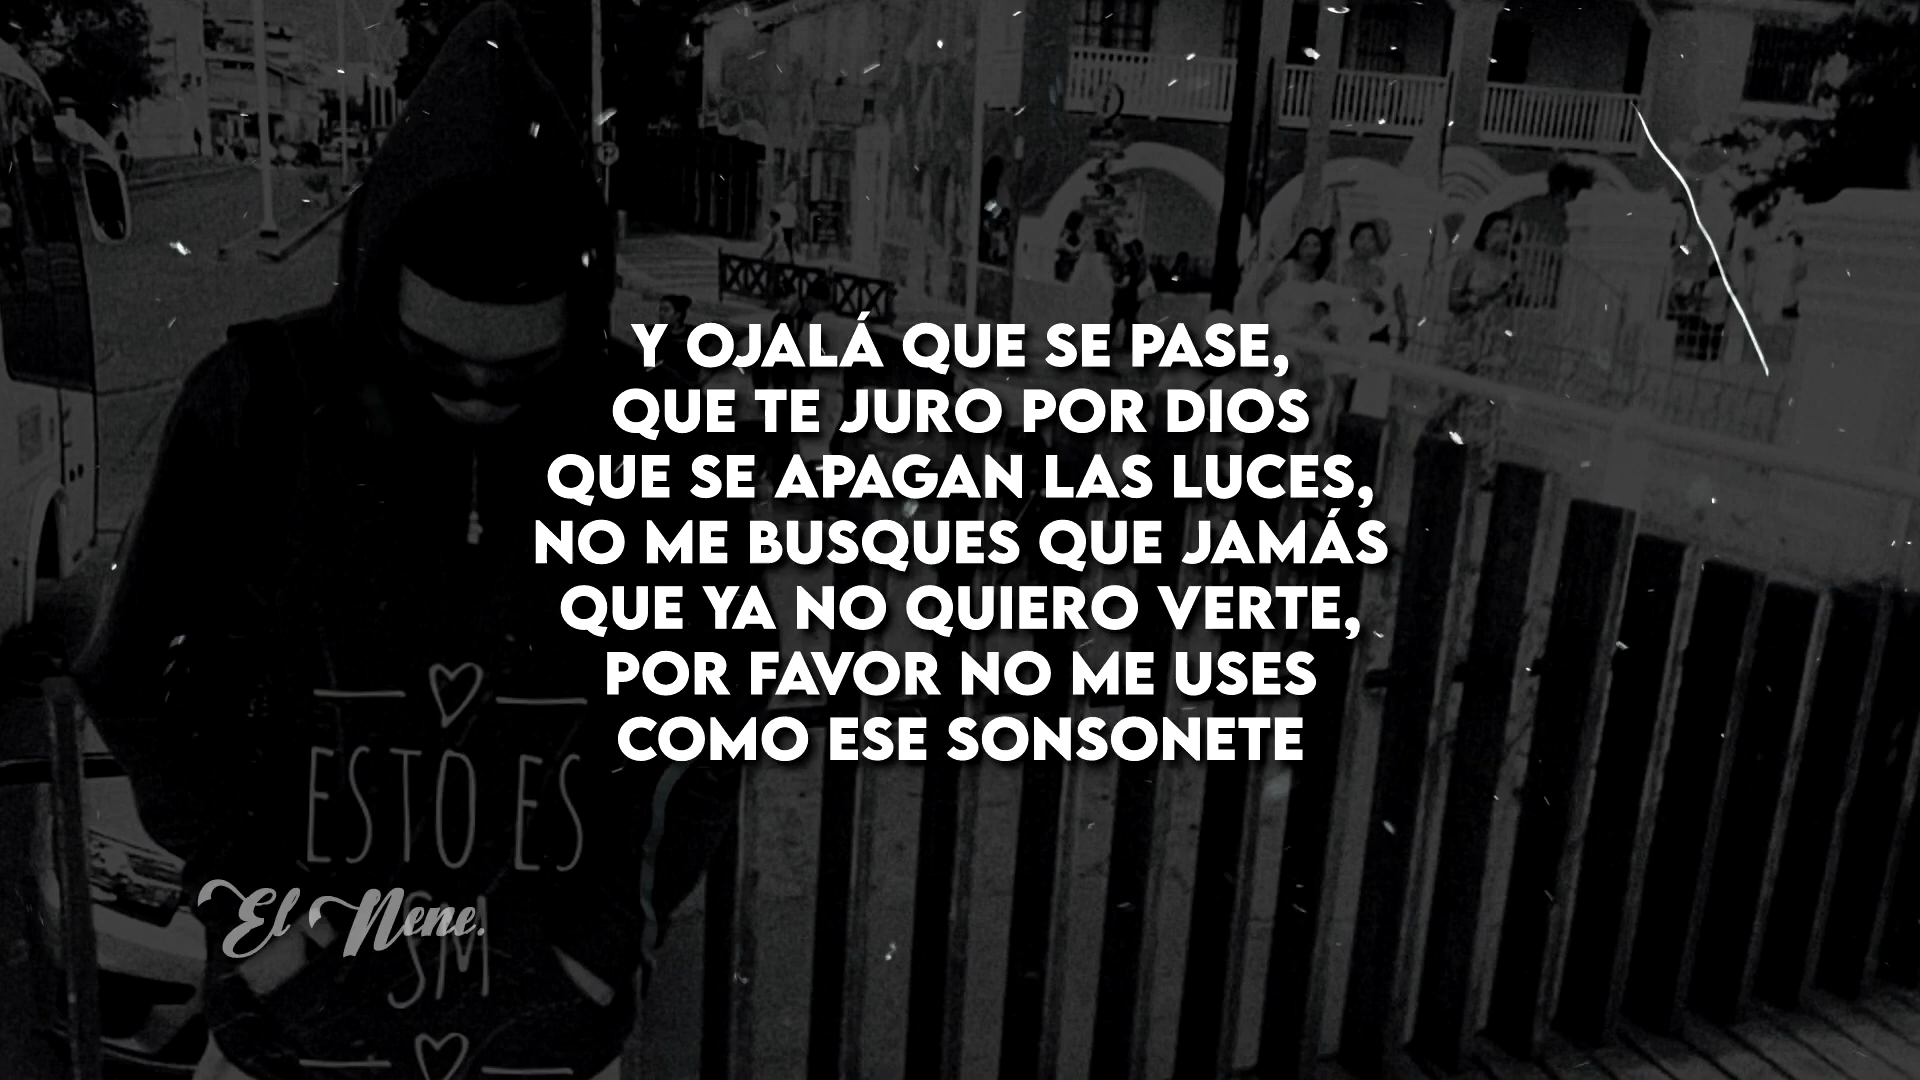 Y OJALÁ QUE SE PASE,
QUE TE JURO POR DIOS
QUE SE APAGAN LAS LUCES,
NO ME BUSQUES QUE JAMÁS
QUE YA NO QUIERO VERTE,
POR FAVOR NO ME USES
COMO ESE SONSONETE
ESTO ES
El Nene.
SM